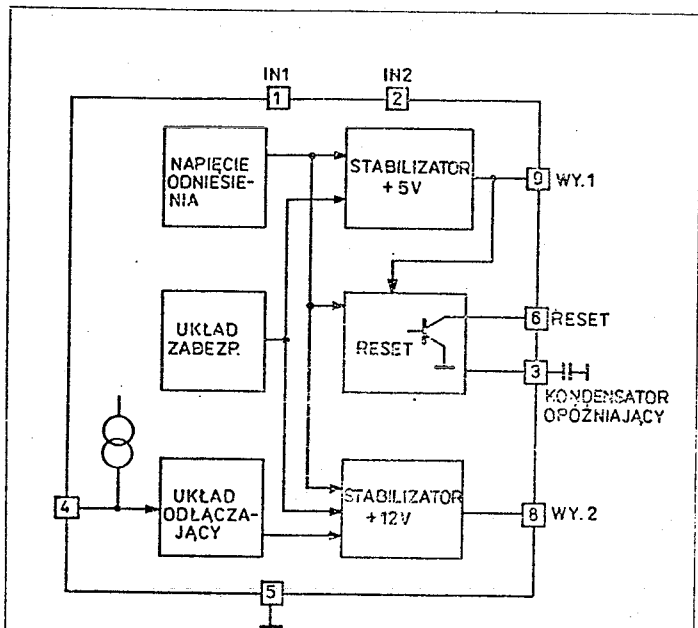 IN1 IN2
1 2
NAPIĘCIE
ODNIESIE-
NIA
STABILIZATOR
+5V
9 WY.1
UKŁAD
ZABEZP.
RESET
6 RESET
3
KONDENSATOR
OPÓŹNIAJĄCY
4
UKŁAD
ODŁĄCZA-
JĄCY
STABILIZATOR
+12V
8 WY.2
5